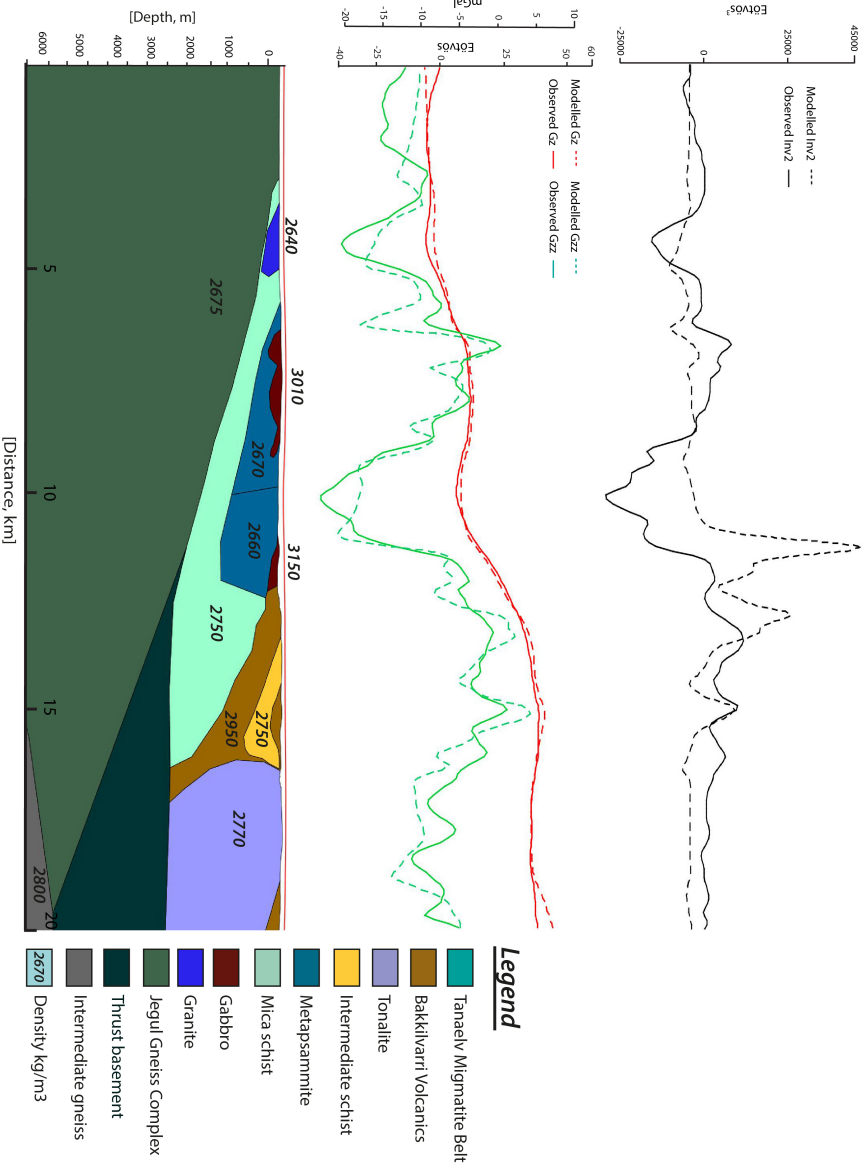 Eötvös³
45000
25000
0
-25000
Modelled Inv2
Observed Inv2
mGal
-20
-15
-10
-5
0
5
10
Eötvös
-40
-25
0
25
50
60
Modelled Gz
Observed Gz
Modelled Gzz
Observed Gzz
[Depth, m]
0
1000
2000
3000
4000
5000
6000
2640
3010
3150
2675
2670
2660
2750
2950
2750
2770
2800
5
10
15
20
[Distance, km]
Legend
Tanaelv Migmatite Belt
Bakkilvarri Volcanics
Tonalite
Intermediate schist
Metapsammite
Mica schist
Gabbro
Granite
Jegul Gneiss Complex
Thrust basement
Intermediate gneiss
2670 Density kg/m3